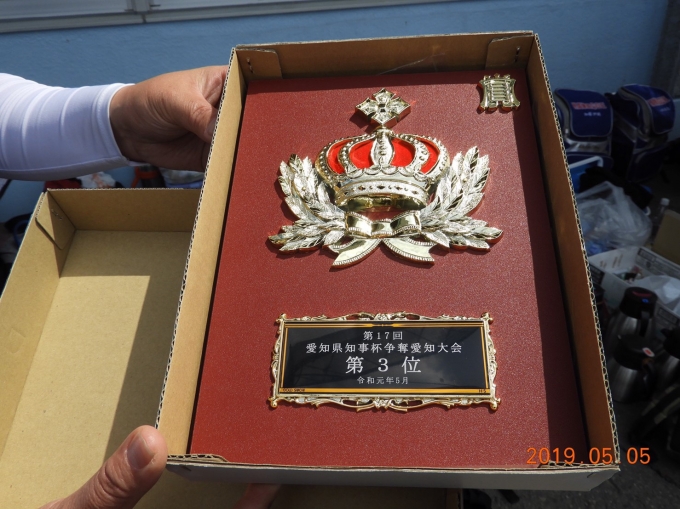 賞
第17回
愛知県知事杯争奪愛知大会
第3位
令和元年5月
2019.05.05